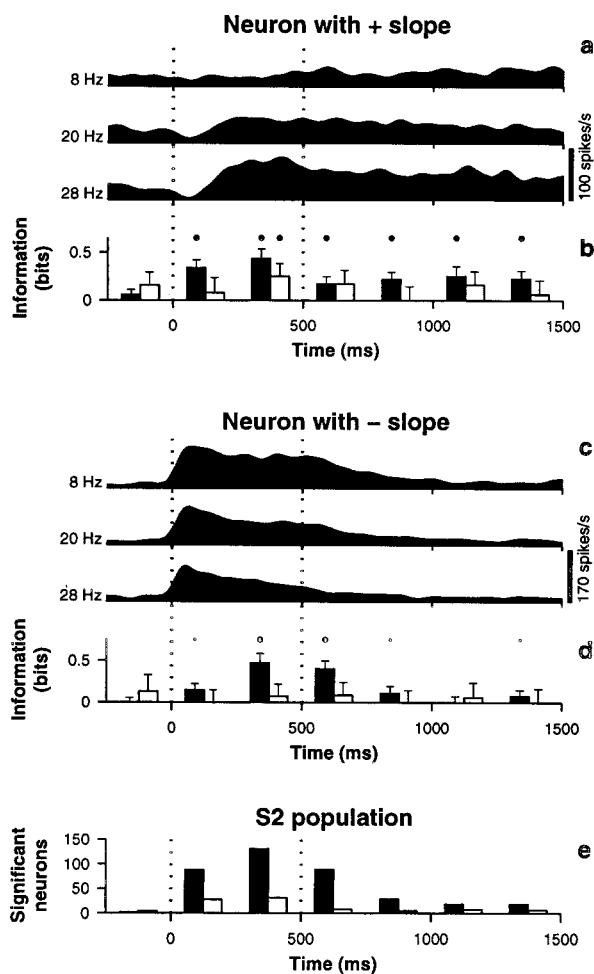 Neuron with + slope
a
8 Hz
20 Hz
28 Hz
100 spikes/s
b
Information (bits)
0.5
0
0 500 1000 1500
Time (ms)
Neuron with – slope
c
8 Hz
20 Hz
28 Hz
170 spikes/s
d
Information (bits)
0.5
0
0 500 1000 1500
Time (ms)
S2 population
e
Significant neurons
150
100
50
0
0 500 1000 1500
Time (ms)